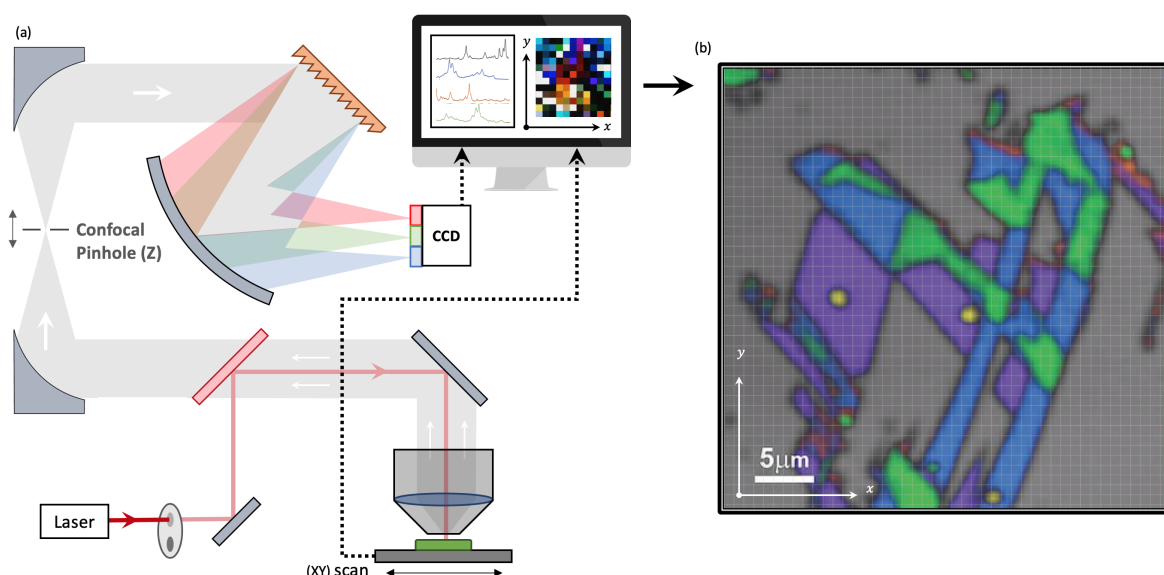 (a)
y
x
(b)
Confocal
Pinhole (Z)
CCD
y
5μm
x
Laser
(XY) scan